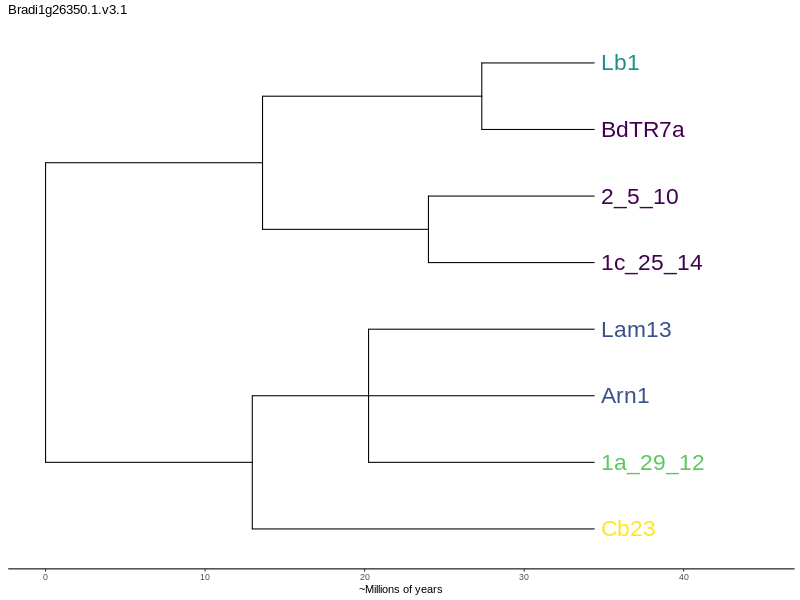 Bradi1g26350.1.v3.1
Lb1
BdTR7a
2_5_10
1c_25_14
Lam13
Arn1
1a_29_12
Cb23
0 10 20 30 40
~Millions of years